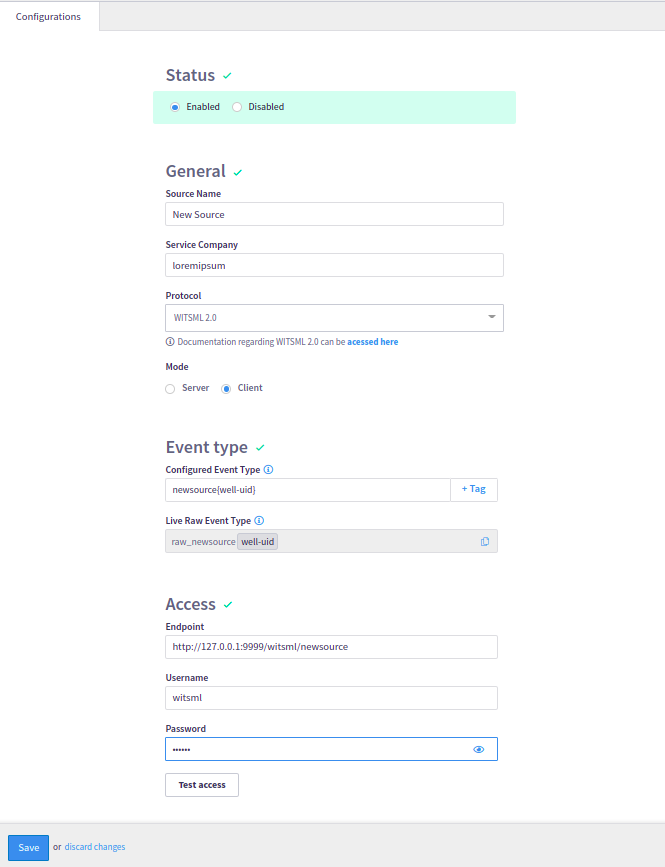 Configurations
Status
Enabled Disabled
General
Source Name
New Source
Service Company
loremipsum
Protocol
WITSML 2.0
Documentation regarding WITSML 2.0 can be acessed here
Mode
Server Client
Event type
Configured Event Type
newsource{well-uid} + Tag
Live Raw Event Type
raw_newsource well-uid
Access
Endpoint
http://127.0.0.1:9999/witsml/newsource
Username
witsml
Password
••••••
Test access
Save or discard changes